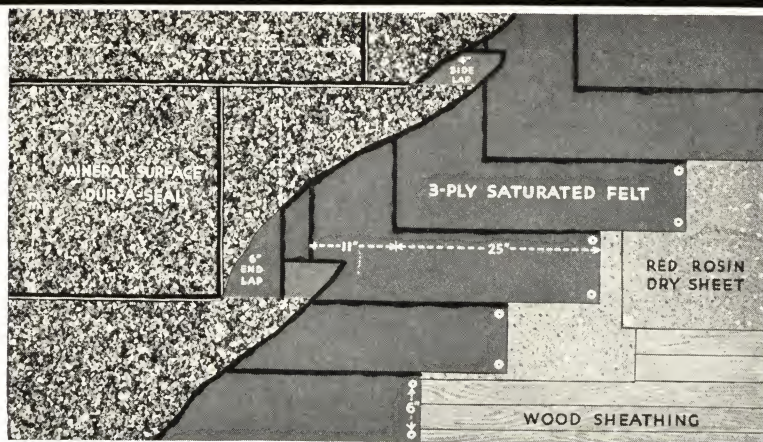 4"
SIDE
LAP
MINERAL SURFACE
DUR-A-SEAL
3-PLY SATURATED FELT
11"
25"
6"
END
LAP
RED ROSIN
DRY SHEET
6"
WOOD SHEATHING